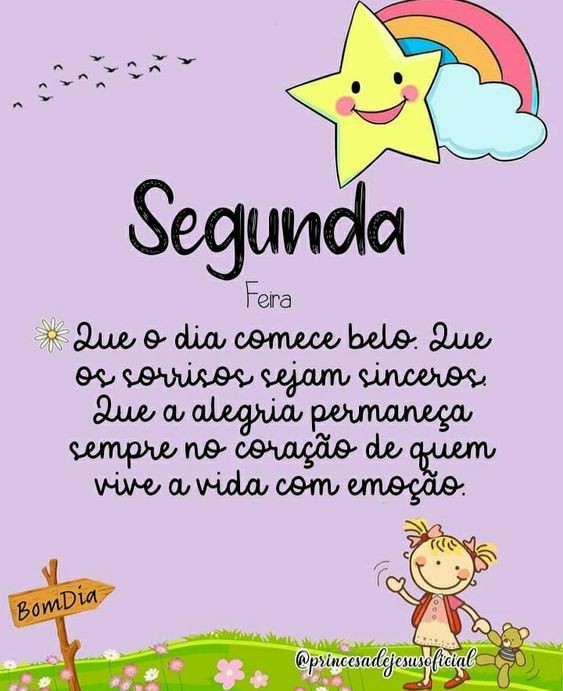 Segunda
Feira
Que o dia comece belo. Que
os sorrisos sejam sinceros.
Que a alegria permaneça
sempre no coração de quem
vive a vida com emoção.
BomDia
@princesadejesusoficial